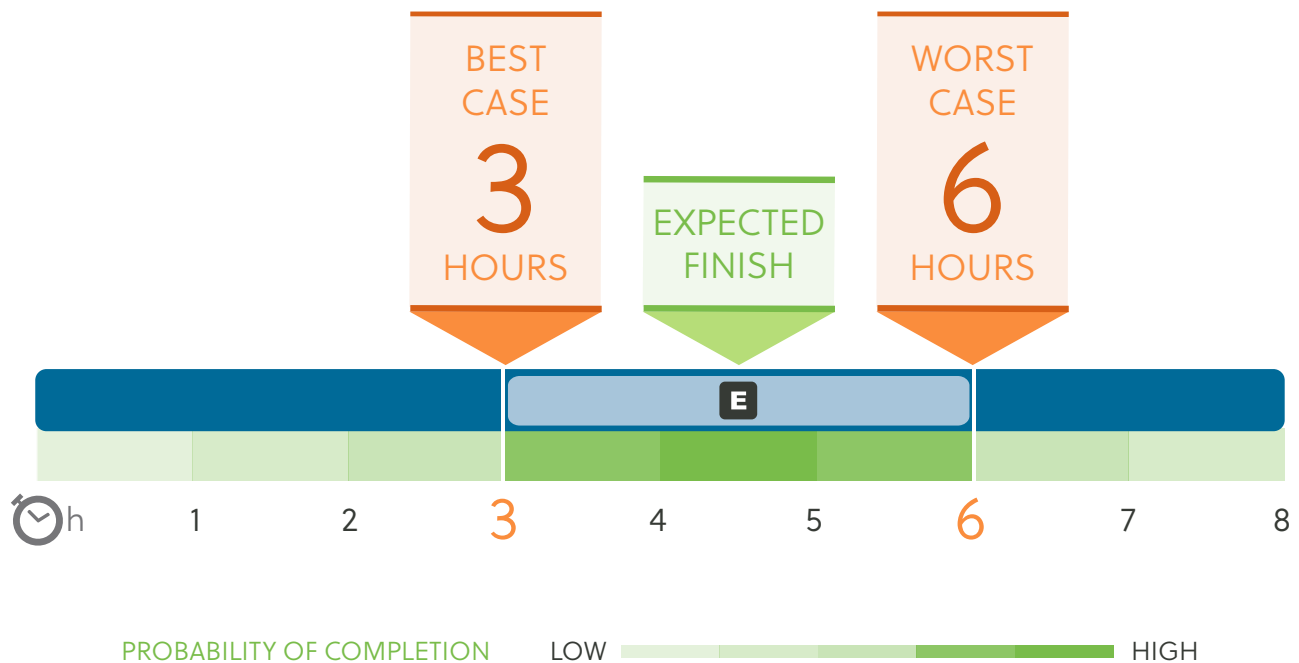 BEST
CASE
3
HOURS
EXPECTED
FINISH
WORST
CASE
6
HOURS
E
h 1 2 3 4 5 6 7 8
PROBABILITY OF COMPLETION LOW HIGH